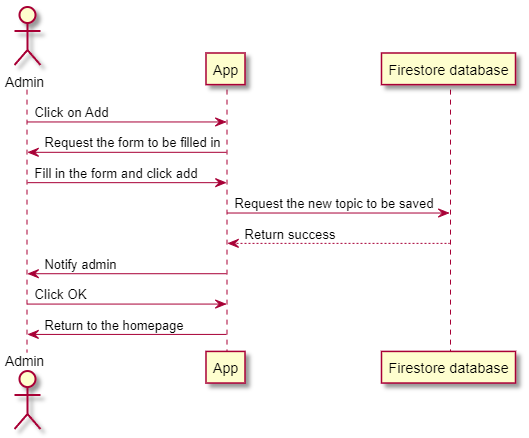 Admin
App
Firestore database
Click on Add
Request the form to be filled in
Fill in the form and click add
Request the new topic to be saved
Return success
Notify admin
Click OK
Return to the homepage
Admin
App
Firestore database